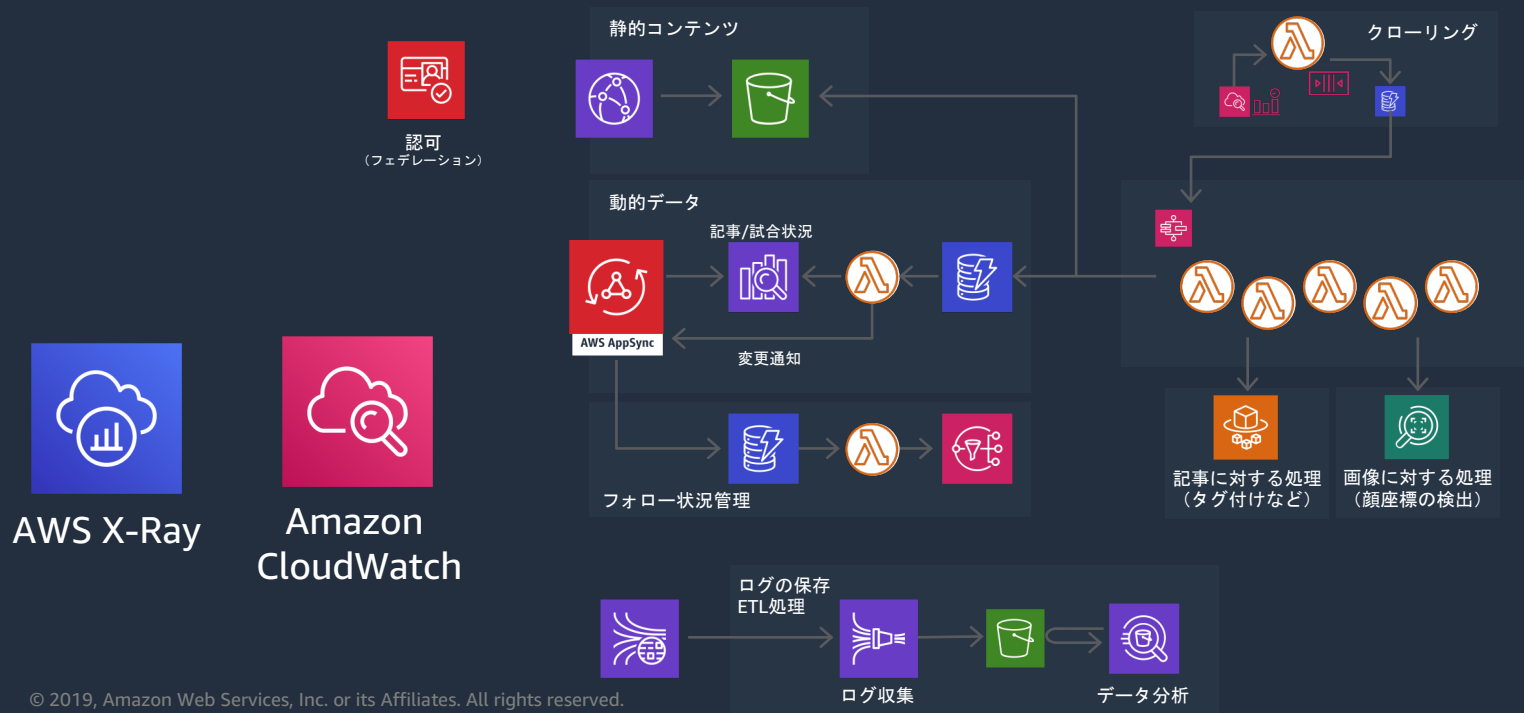 静的コンテンツ
クローリング
認可
（フェデレーション）
動的データ
記事/試合状況
AWS AppSync
変更通知
AWS X-Ray
Amazon
CloudWatch
フォロー状況管理
記事に対する処理
（タグ付けなど）
画像に対する処理
（顔座標の検出）
ログの保存
ETL処理
ログ収集
データ分析
© 2019, Amazon Web Services, Inc. or its Affiliates. All rights reserved.